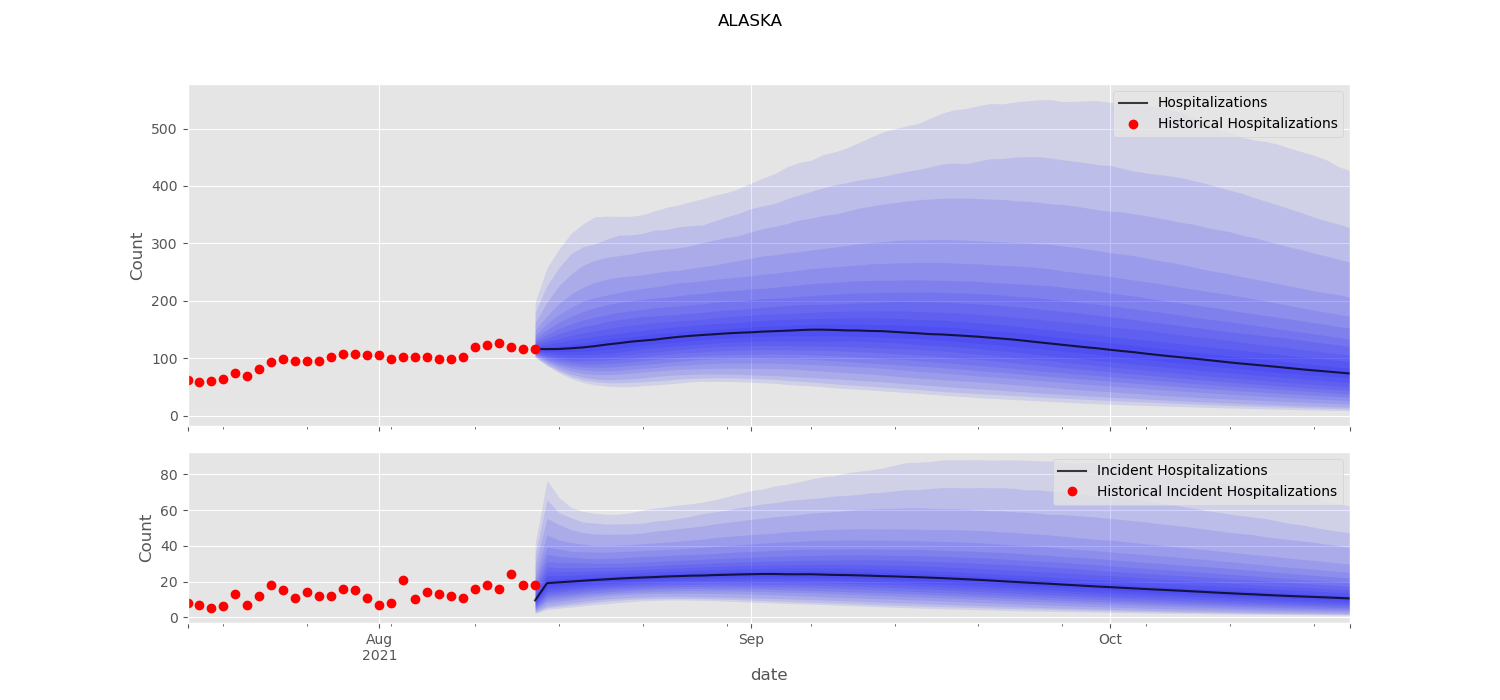 ALASKA
Hospitalizations
Historical Hospitalizations
500
400
300
200
100
0
Count
Incident Hospitalizations
Historical Incident Hospitalizations
80
60
40
20
0
Count
Aug
2021
Sep
Oct
date